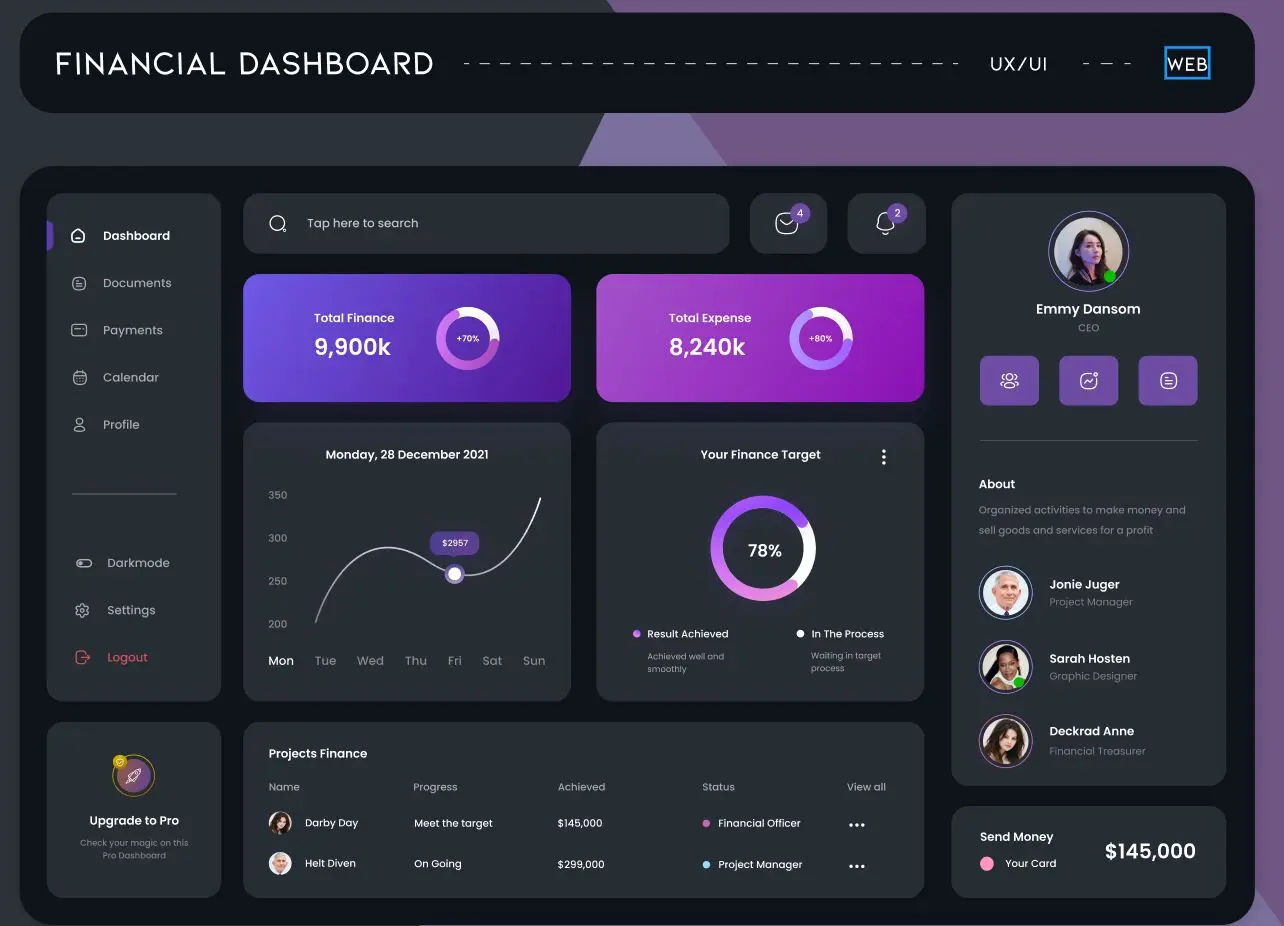 FINANCIAL DASHBOARD
UX/UI
WEB
Dashboard
Documents
Payments
Calendar
Profile
Darkmode
Settings
Logout
Upgrade to Pro
Check your magic on this
Pro Dashboard
Tap here to search
4
2
Total Finance
9,900k
+70%
Total Expense
8,240k
+80%
Monday, 28 December 2021
350
300
250
200
$2957
Mon Tue Wed Thu Fri Sat Sun
Your Finance Target
78%
Result Achieved
Achieved well and
smoothly
In The Process
Waiting in target
process
Projects Finance
Name Progress Achieved Status View all
Darby Day Meet the target $145,000 Financial Officer
Helt Diven On Going $299,000 Project Manager
Emmy Dansom
CEO
About
Organized activities to make money and
sell goods and services for a profit
Jonie Juger
Project Manager
Sarah Hosten
Graphic Designer
Deckrad Anne
Financial Treasurer
Send Money
Your Card
$145,000